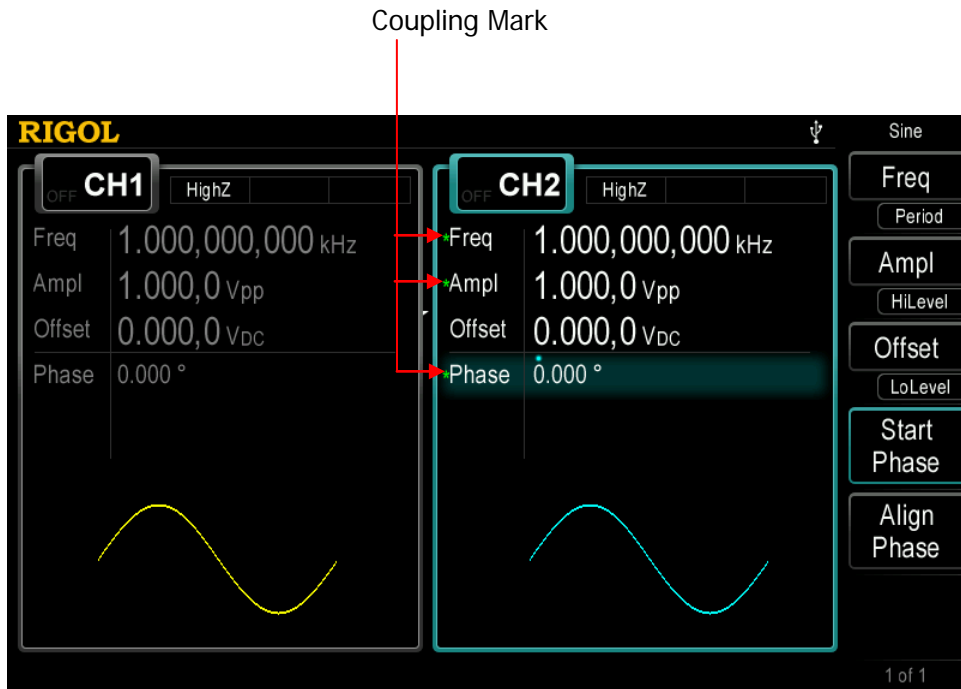 Coupling Mark
RIGOL
Sine
OFF CH1 HighZ
Freq 1.000,000,000 kHz
Ampl 1.000,0 Vpp
Offset 0.000,0 VDC
Phase 0.000 °
OFF CH2 HighZ
*Freq 1.000,000,000 kHz
*Ampl 1.000,0 Vpp
Offset 0.000,0 VDC
*Phase 0.000 °
Freq
Period
Ampl
HiLevel
Offset
LoLevel
Start
Phase
Align
Phase
1 of 1